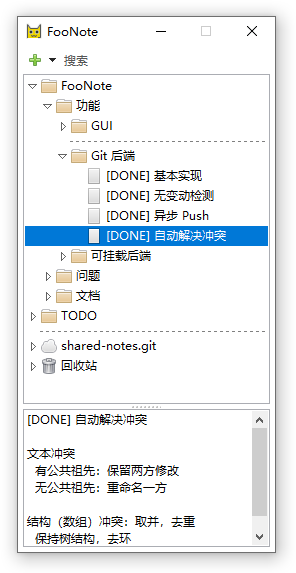 FooNote
搜索
FooNote
功能
GUI
Git 后端
[DONE] 基本实现
[DONE] 无变动检测
[DONE] 异步 Push
[DONE] 自动解决冲突
可挂载后端
问题
文档
TODO
shared-notes.git
回收站
[DONE] 自动解决冲突
文本冲突
有公共祖先：保留两方修改
无公共祖先：重命名一方
结构（数组）冲突：取并，去重
保持树结构，去环